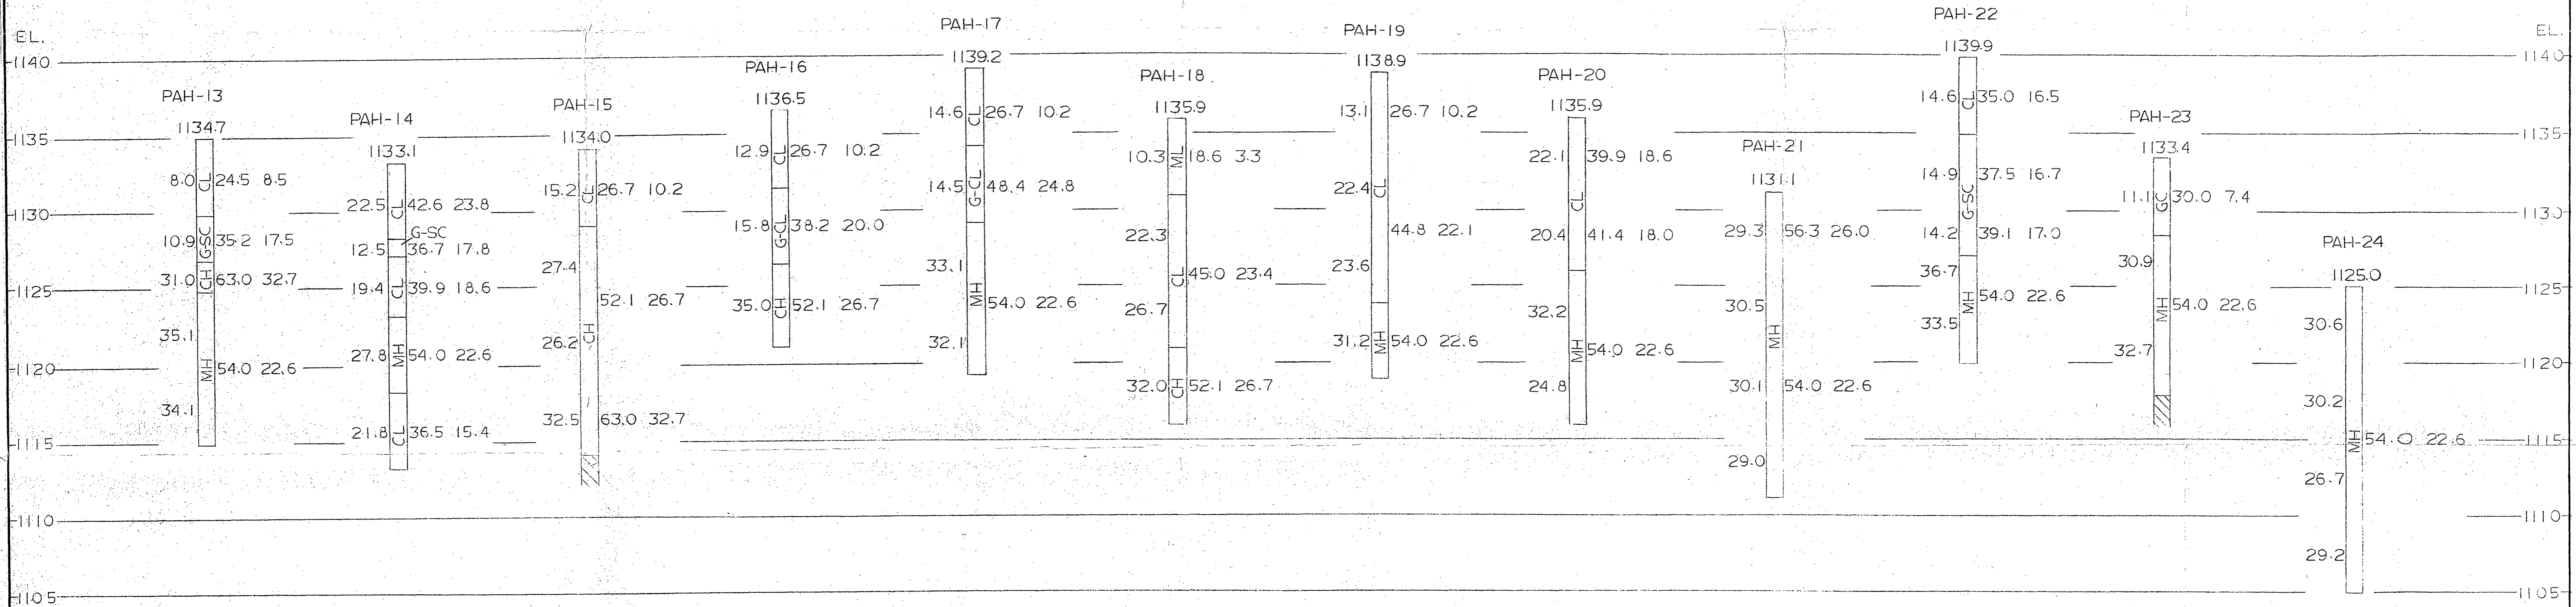 EL.
1140
1135
1130
1125
1120
1115
1110
1105
PAH-13
1134.7
8.0 CL 24.5 8.5
10.9 G-SC 35.2 17.5
31.0 CH 63.0 32.7
35.1
MH 54.0 22.6
34.1
PAH-14
1133.1
22.5 CL 42.6 23.8
G-SC
12.5 36.7 17.8
19.4 CL 39.9 18.6
27.8 MH 54.0 22.6
21.8 CL 36.5 15.4
PAH-15
1134.0
15.2 CL 26.7 10.2
27.4
52.1 26.7
26.2 CH
32.5 63.0 32.7
PAH-16
1136.5
12.9 CL 26.7 10.2
15.8 G-CL 38.2 20.0
35.0 CH 52.1 26.7
PAH-17
1139.2
14.6 CL 26.7 10.2
14.5 G-CL 48.4 24.8
33.1
MH 54.0 22.6
32.1
PAH-18
1135.9
10.3 ML 18.6 3.3
22.3
CL 45.0 23.4
26.7
32.0 CH 52.1 26.7
PAH-19
1138.9
13.1 26.7 10.2
22.4 CL
44.8 22.1
23.6
31.2 MH 54.0 22.6
PAH-20
1135.9
22.1 39.9 18.6
CL
20.4 41.4 18.0
32.2
MH 54.0 22.6
24.8
PAH-21
1131.1
29.3 56.3 26.0
30.5
MH
30.1 54.0 22.6
29.0
PAH-22
1139.9
14.6 CL 35.0 16.5
14.9 37.5 16.7
G-SC
14.2 39.1 17.0
36.7
MH 54.0 22.6
33.5
PAH-23
1133.4
11.1 GC 30.0 7.4
30.9
MH 54.0 22.6
32.7
PAH-24
1125.0
30.6
30.2
MH 54.0 22.6
26.7
29.2
EL.
1140
1135
1130
1125
1120
1115
1110
1105